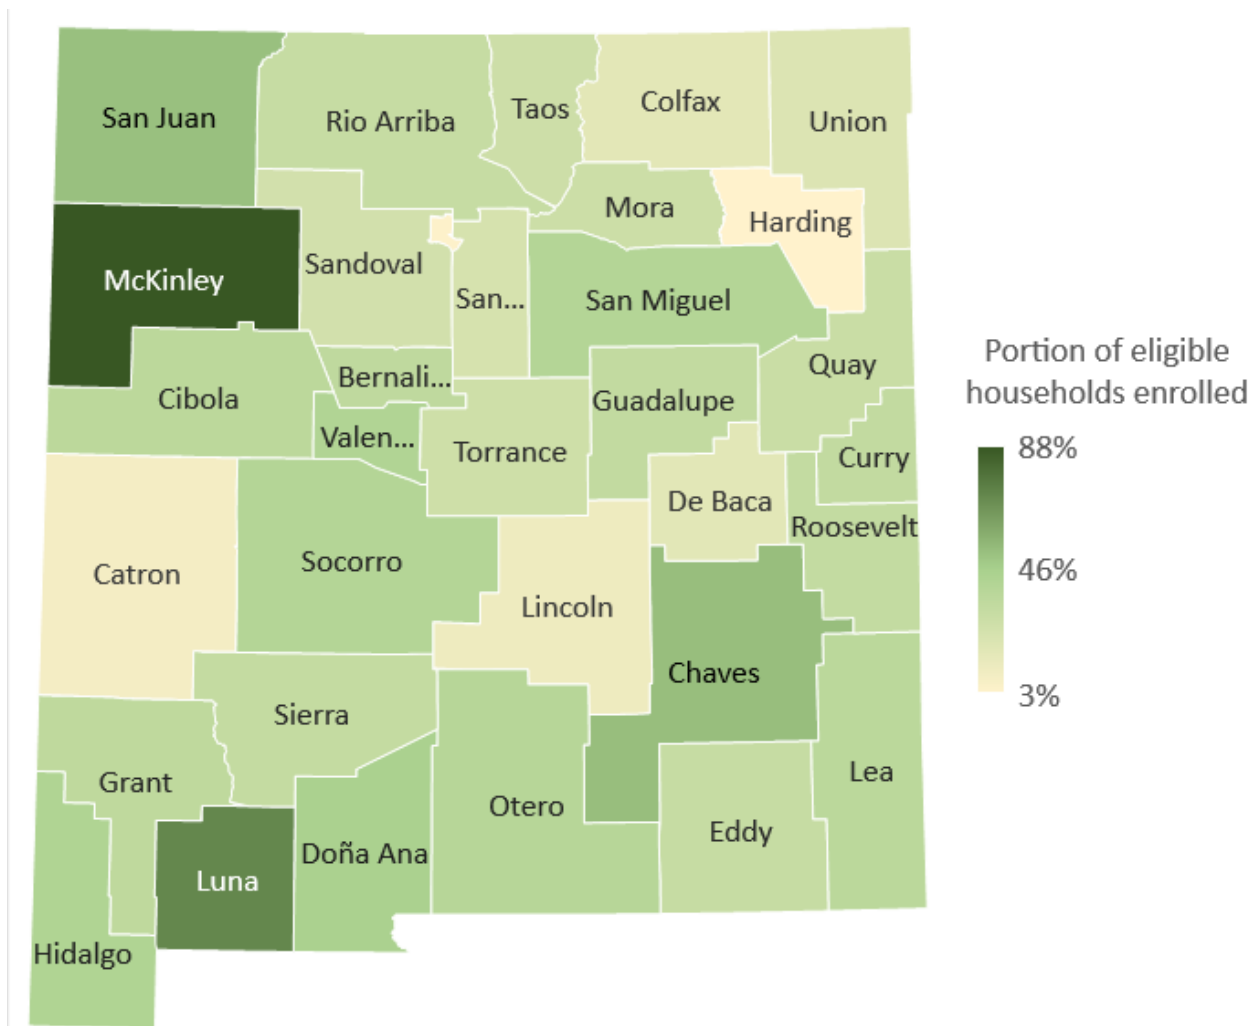 San Juan
Rio Arriba
Taos
Colfax
Union
Mora
Harding
McKinley
Sandoval
San...
San Miguel
Quay
Cibola
Bernali...
Guadalupe
Valen...
Torrance
Curry
De Baca
Roosevelt
Catron
Socorro
Lincoln
Chaves
Sierra
Grant
Otero
Lea
Eddy
Doña Ana
Luna
Hidalgo
Portion of eligible
households enrolled
88%
46%
3%